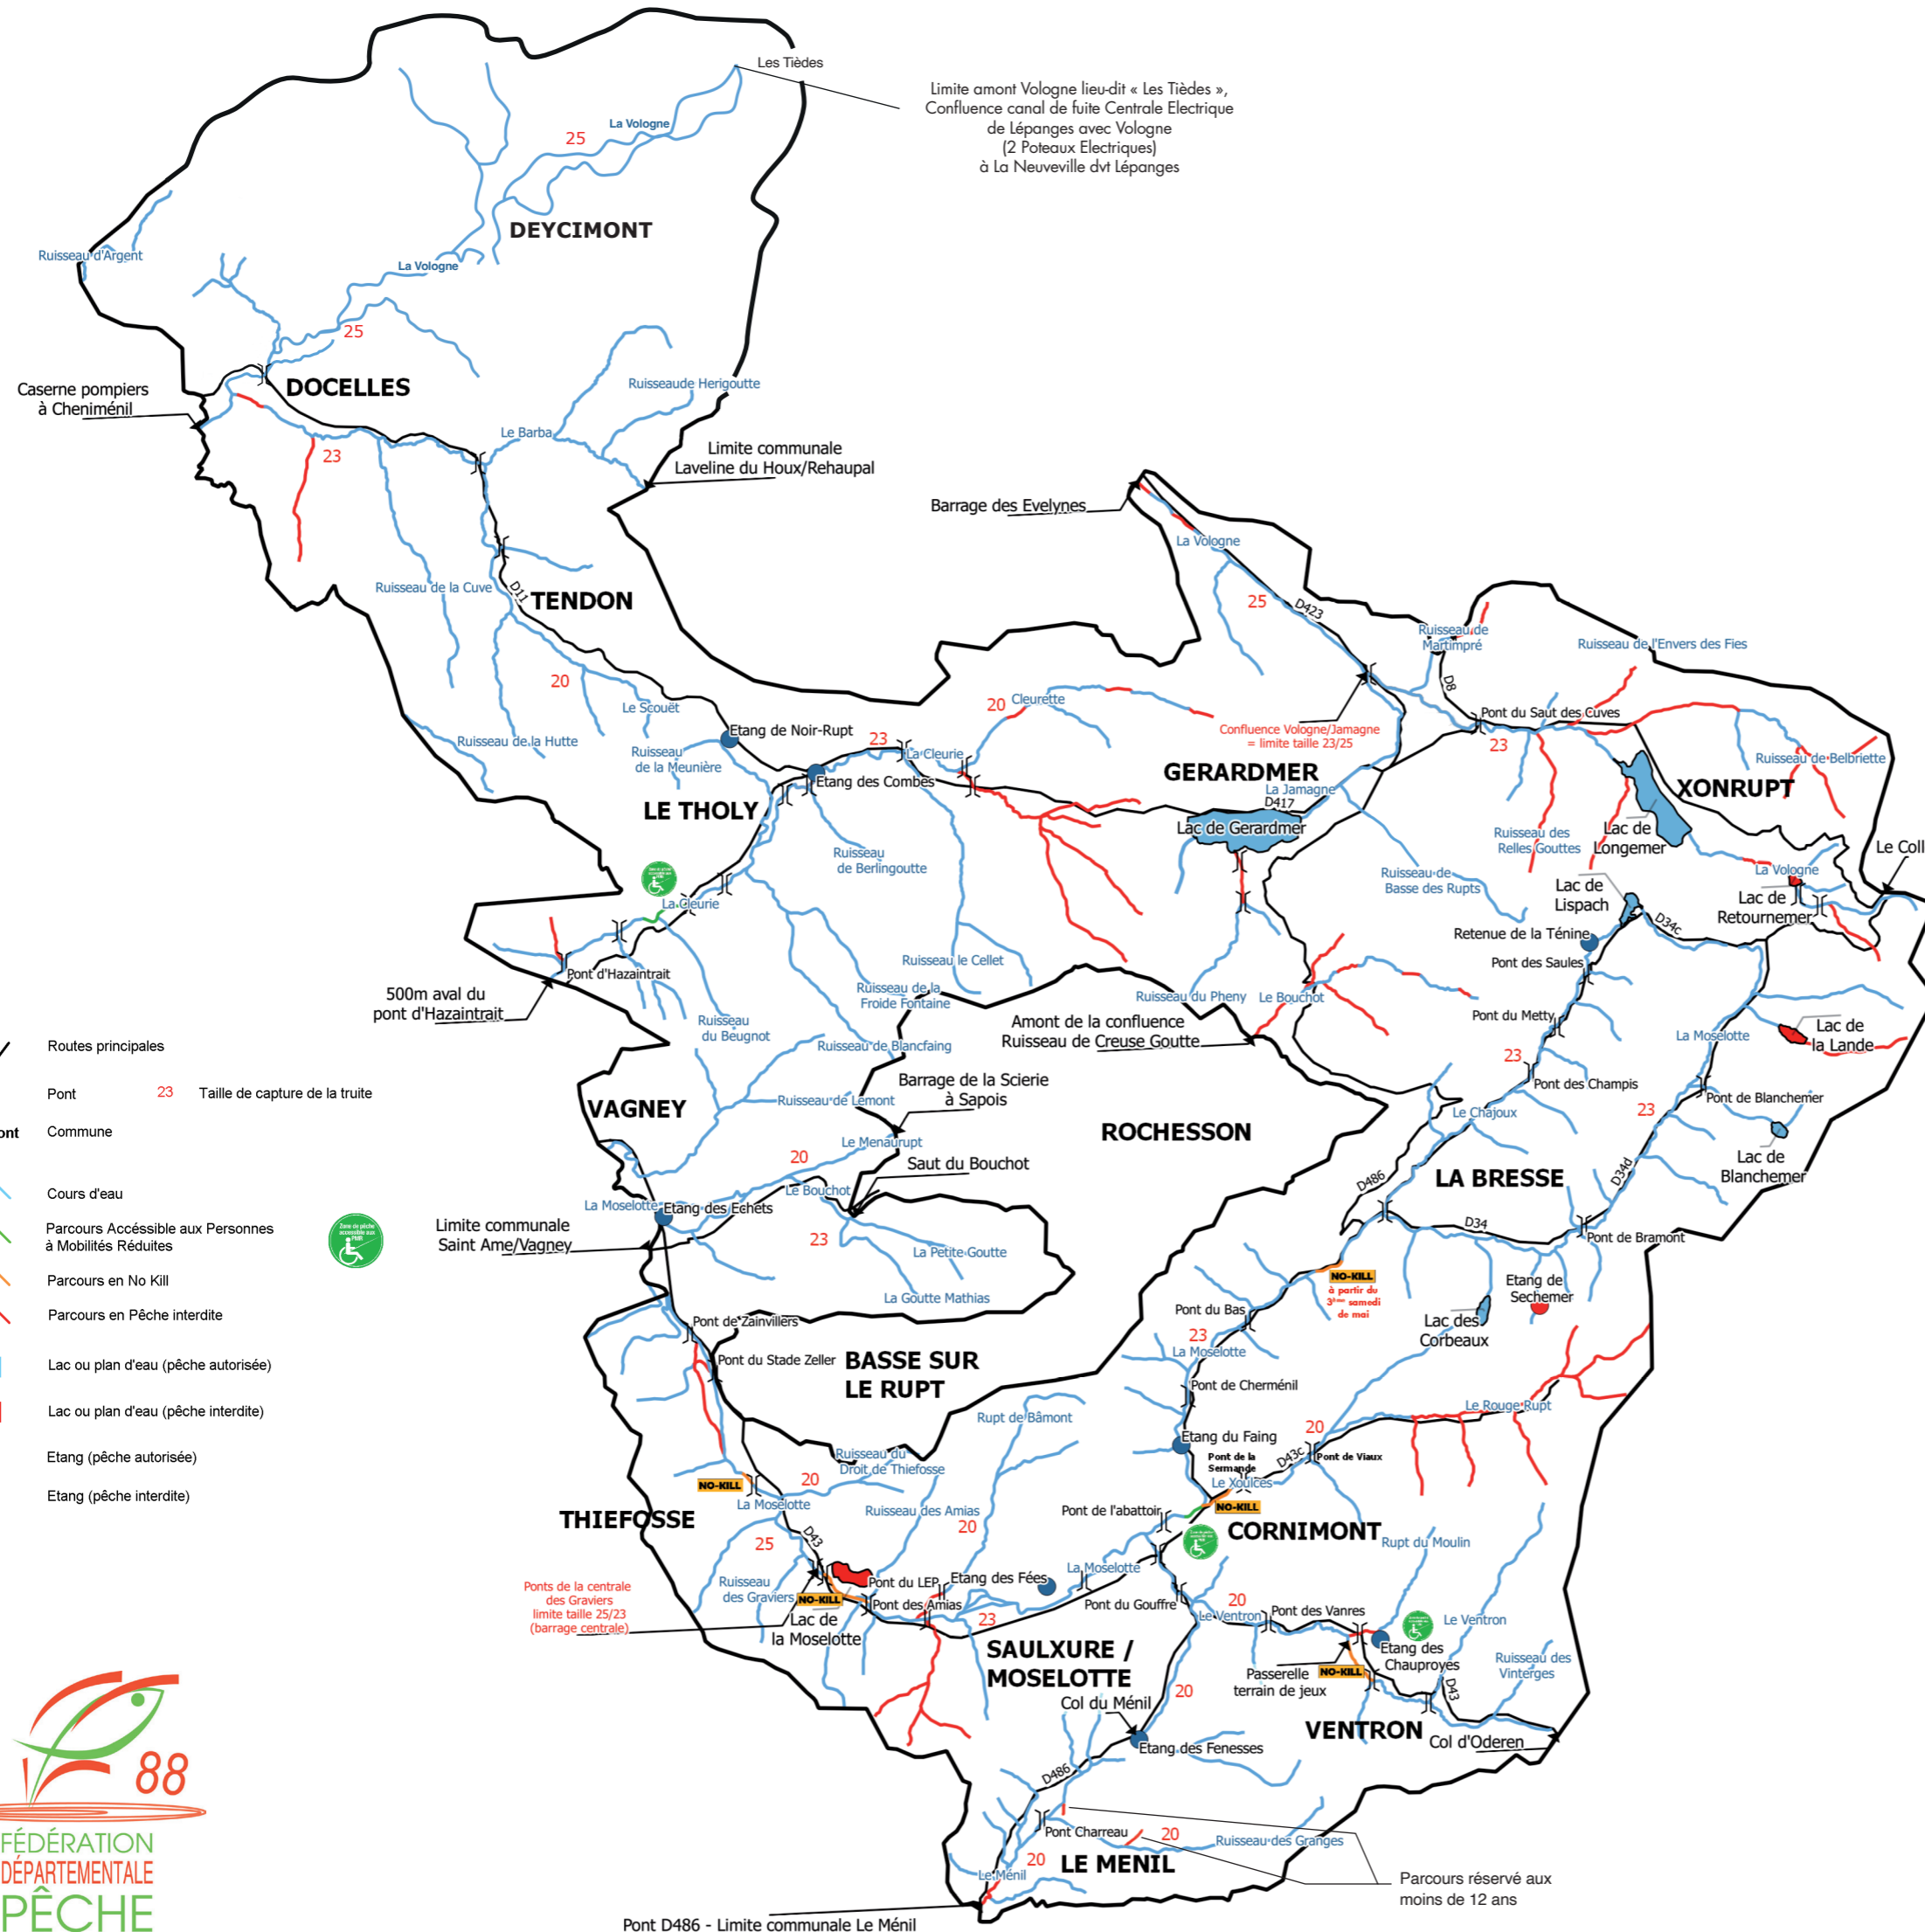 Les Tièdes
Limite amont Vologne lieu-dit « Les Tièdes »,
Confluence canal de fuite Centrale Electrique
de Lépanges avec Vologne
(2 Poteaux Electriques)
à La Neuveville dvt Lépanges
La Vologne
25
DEYCIMONT
Ruisseau d'Argent
La Vologne
25
DOCELLES
Caserne pompiers
à Cheniménil
Ruisseaude Herigoutte
Le Barba
23
Limite communale
Laveline du Houx/Rehaupal
Barrage des Evelynes
La Vologne
Ruisseau de la Cuve
D11
TENDON
25
D423
Ruisseau de
Martimpré
Ruisseau de l'Envers des Fies
D8
20
Le Scouët
Ruisseau de la Hutte
Ruisseau
de la Meunière
Etang de Noir-Rupt
20
Cleurette
23
La Cleurie
Confluence Vologne/Jamagne
= limite taille 23/25
Pont du Saut des Cuves
23
Ruisseau de Belbriette
Etang des Combes
GERARDMER
La Jamagne
D417
XONRUPT
LE THOLY
Lac de Gerardmer
Ruisseau des
Relles Gouttes
Lac de
Longemer
Ruisseau
de Berlingoutte
Ruisseau de
Basse des Rupts
La Vologne
Le Coll
Lac de
Lispach
Lac de
Retournemer
La Cleurie
D34c
Retenue de la Ténine
Pont des Saules
Pont d'Hazaintrait
Ruisseau le Cellet
500m aval du
pont d'Hazaintrait
Ruisseau de la
Froide Fontaine
Ruisseau du Pheny
Le Bouchot
Ruisseau
du Beugnot
Amont de la confluence
Ruisseau de Creuse Goutte
Pont du Metty
La Moselotte
Lac de
la Lande
Routes principales
Ruisseau de Blancfaing
23
Pont
23
Taille de capture de la truite
Barrage de la Scierie
à Sapois
Pont des Champis
Pont de Blanchemer
VAGNEY
Ruisseau de Lemont
Le Chajoux
23
ont
Commune
Le Menaurupt
ROCHESSON
Lac de
Blanchemer
20
Saut du Bouchot
D34d
LA BRESSE
Cours d'eau
Le Bouchot
D486
La Moselotte
Etang des Echets
Parcours Accéssible aux Personnes
à Mobilités Réduites
Zone de pêche
accessible aux
PMR
Limite communale
Saint Ame/Vagney
D34
Pont de Bramont
23
La Petite Goutte
Parcours en No Kill
NO-KILL
à partir du
3ème samedi
de mai
Etang de
Sechemer
La Goutte Mathias
Parcours en Pêche interdite
Pont de Zainvillers
Pont du Bas
Lac des
Corbeaux
23
La Moselotte
Lac ou plan d'eau (pêche autorisée)
Pont du Stade Zeller
BASSE SUR
LE RUPT
Pont de Cherménil
Lac ou plan d'eau (pêche interdite)
Rupt de Bâmont
Le Rouge Rupt
20
Etang du Faing
Etang (pêche autorisée)
Ruisseau du
Droit de Thiefosse
Pont de la
Sermande
D43c
Pont de Viaux
Etang (pêche interdite)
NO-KILL
20
Le Xoulces
La Moselotte
Ruisseau des Amias
Pont de l'abattoir
NO-KILL
THIEFOSSE
20
CORNIMONT
D43
25
Rupt du Moulin
Ruisseau
des Graviers
NO-KILL
Pont du LEP
Etang des Fées
La Moselotte
Ponts de la centrale
des Graviers
limite taille 25/23
(barrage centrale)
Pont des Amias
Pont du Gouffre
20
Lac de
la Moselotte
23
Le Ventron
Pont des Vanres
Le Ventron
SAULXURE /
MOSELOTTE
Etang des
Chauproyes
Ruisseau des
Vinterges
Passerelle
terrain de jeux
NO-KILL
20
D43
Col du Ménil
VENTRON
Col d'Oderen
Etang des Fenesses
D486
88
Pont Charreau
20
Ruisseau des Granges
FÉDÉRATION
DÉPARTEMENTALE
PÊCHE
20
LE MENIL
Le Ménil
Parcours réservé aux
moins de 12 ans
Pont D486 - Limite communale Le Ménil